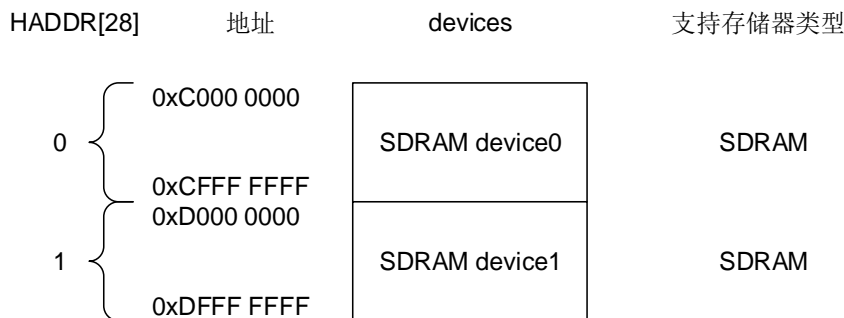 HADDR[28] 地址 devices 支持存储器类型
0xC000 0000
0 SDRAM device0 SDRAM
0xCFFF FFFF
0xD000 0000
1 SDRAM device1 SDRAM
0xDFFF FFFF